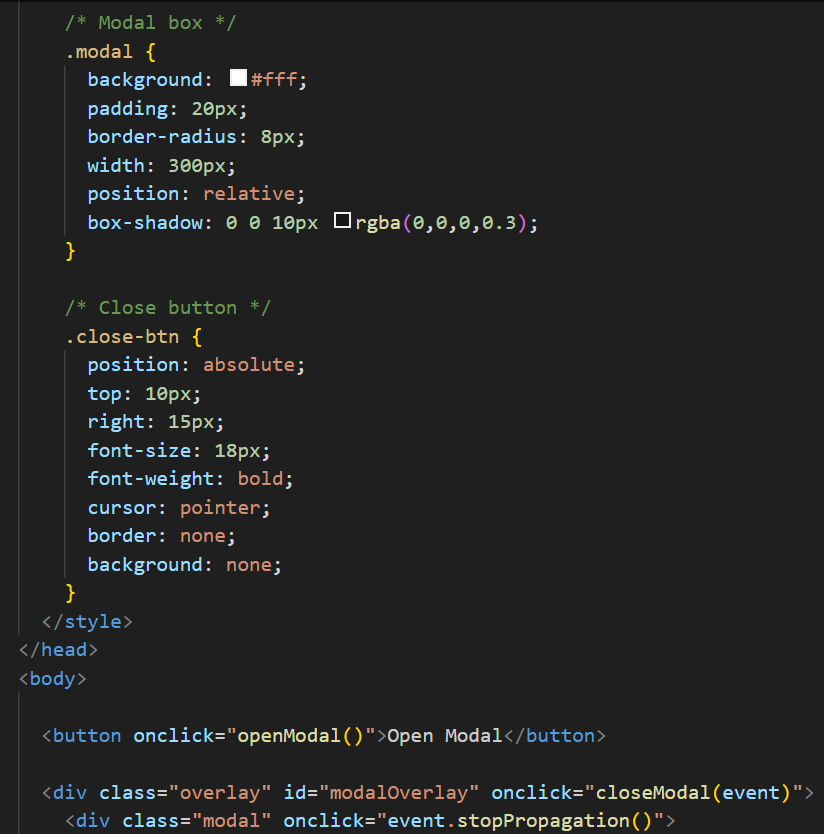 /* Modal box */
.modal {
background: #fff;
padding: 20px;
border-radius: 8px;
width: 300px;
position: relative;
box-shadow: 0 0 10px rgba(0,0,0,0.3);
}
/* Close button */
.close-btn {
position: absolute;
top: 10px;
right: 15px;
font-size: 18px;
font-weight: bold;
cursor: pointer;
border: none;
background: none;
}
</style>
</head>
<body>
<button onclick="openModal()">Open Modal</button>
<div class="overlay" id="modalOverlay" onclick="closeModal(event)">
<div class="modal" onclick="event.stopPropagation()">